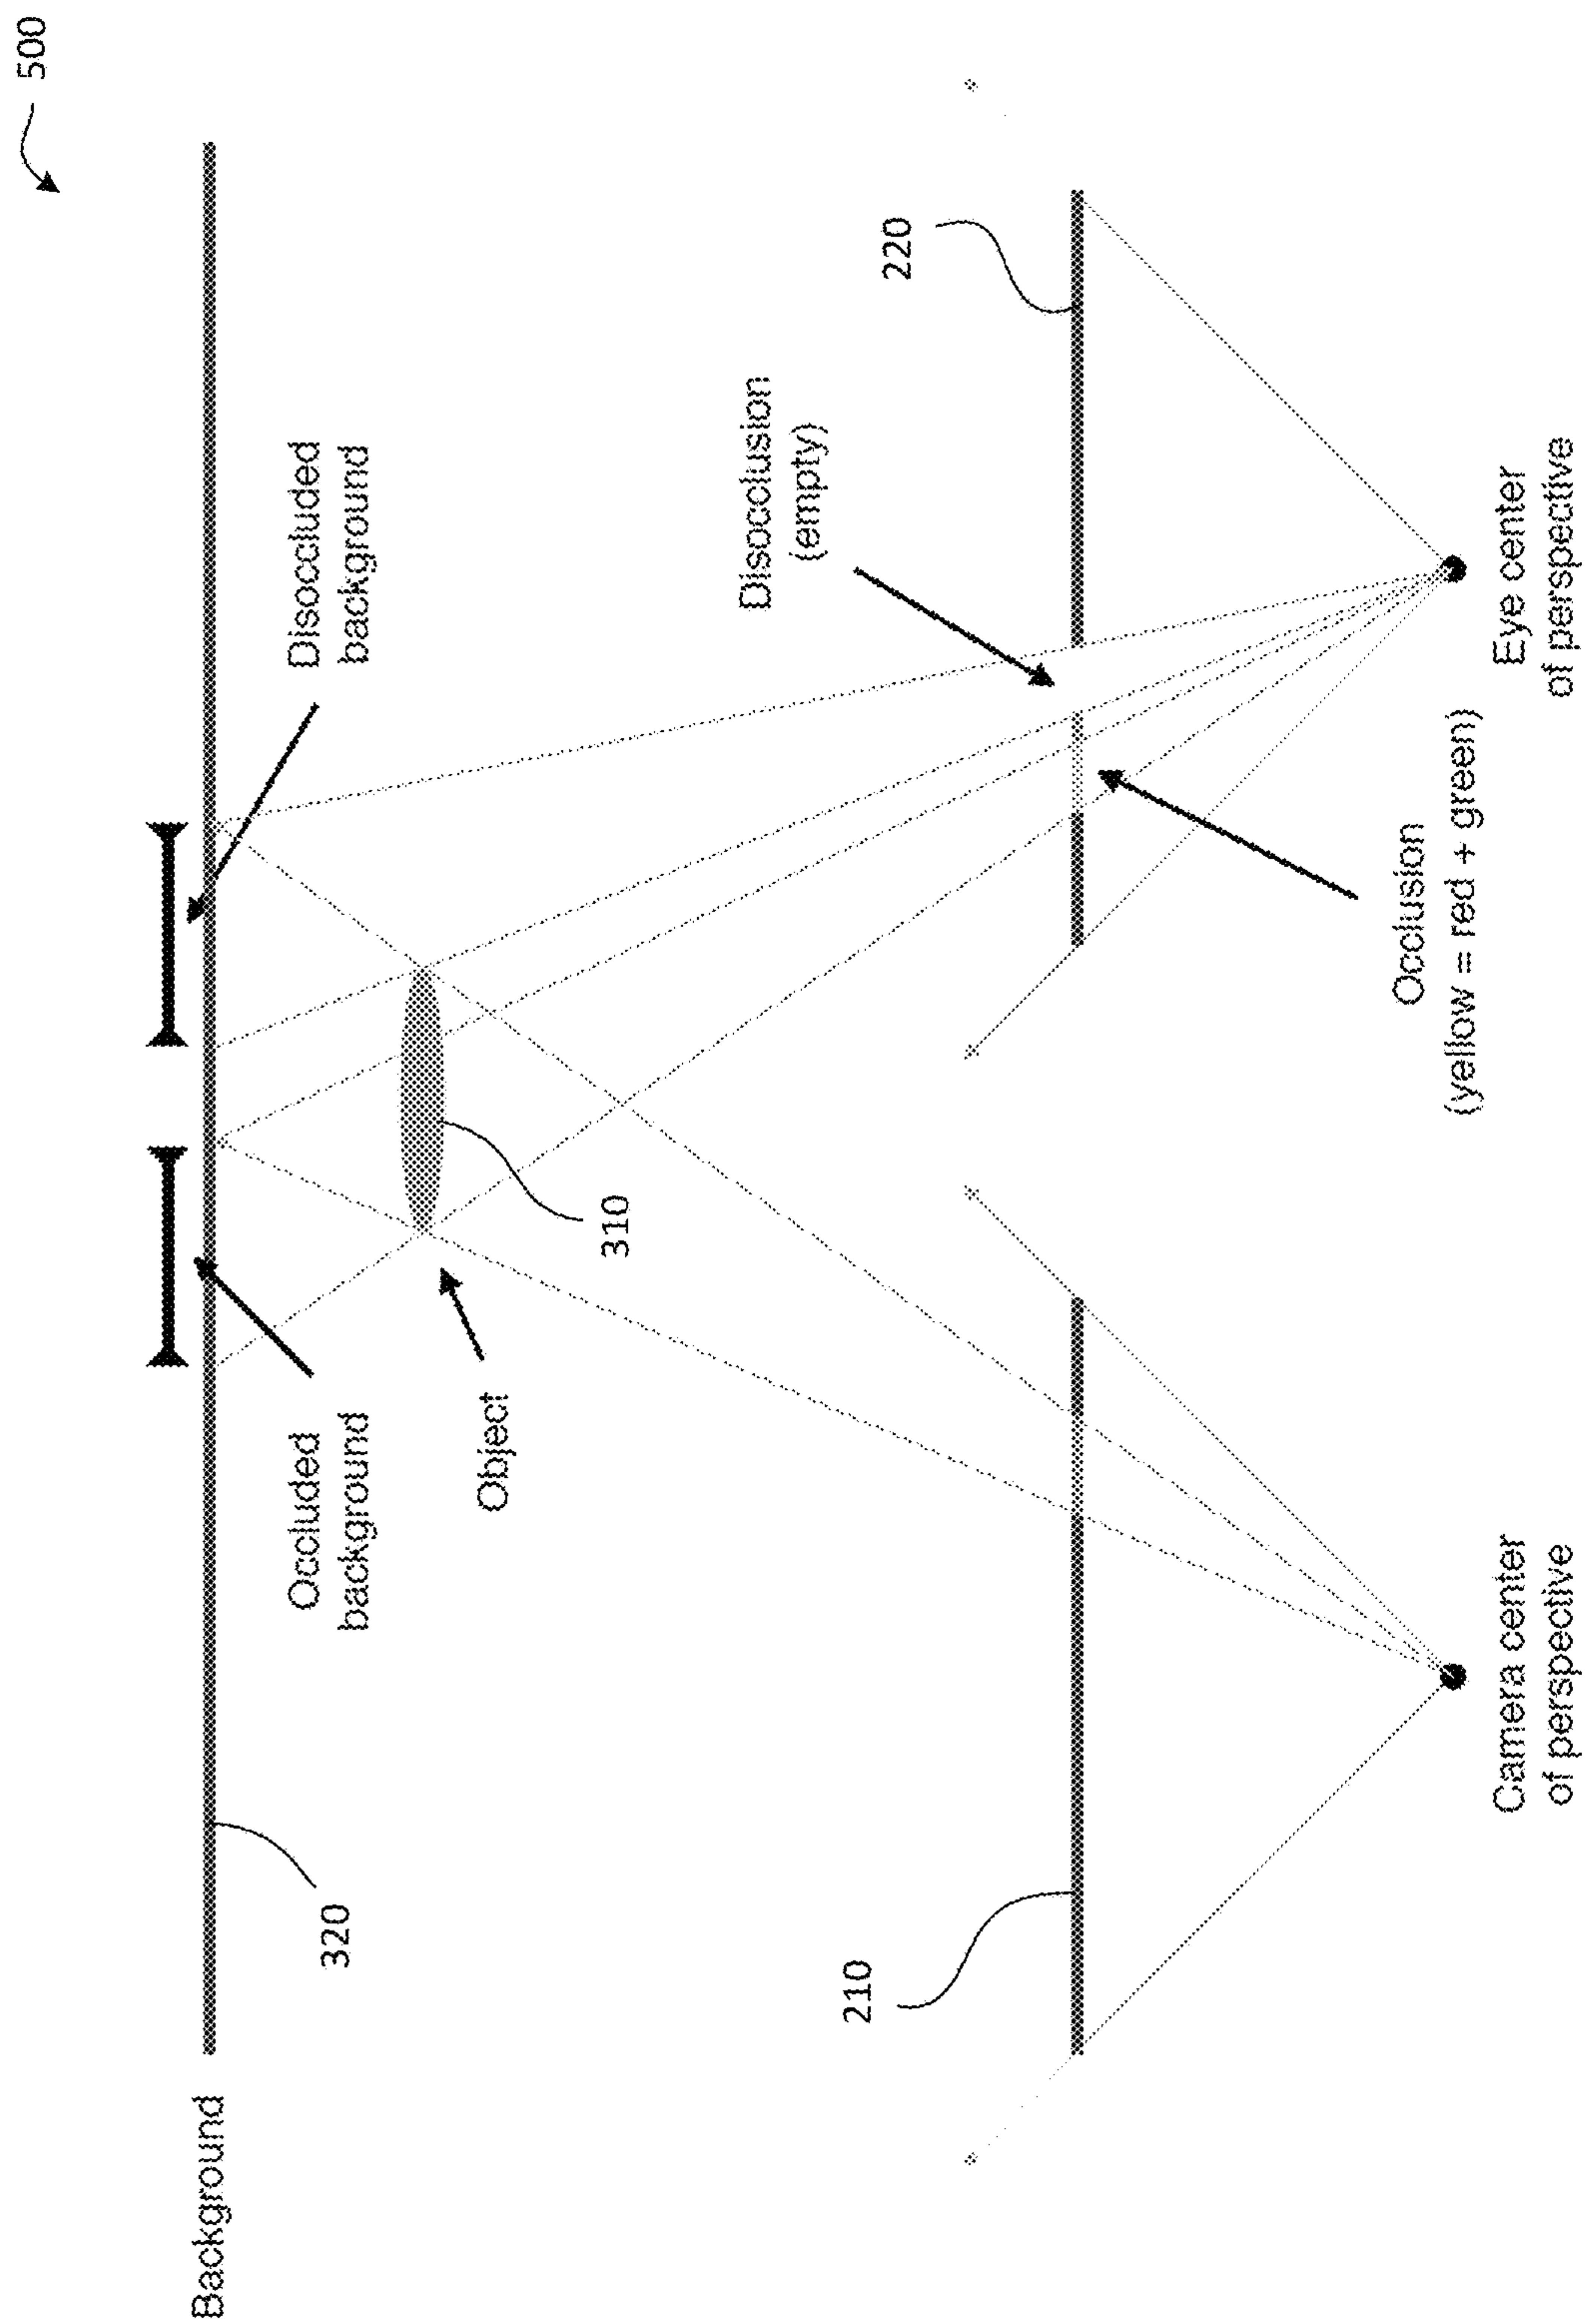 500
Background
320
Occluded
background
Disoccluded
background
Object
310
210
220
Disocclusion
(empty)
Occlusion
(yellow = red + green)
Camera center
of perspective
Eye center
of perspective